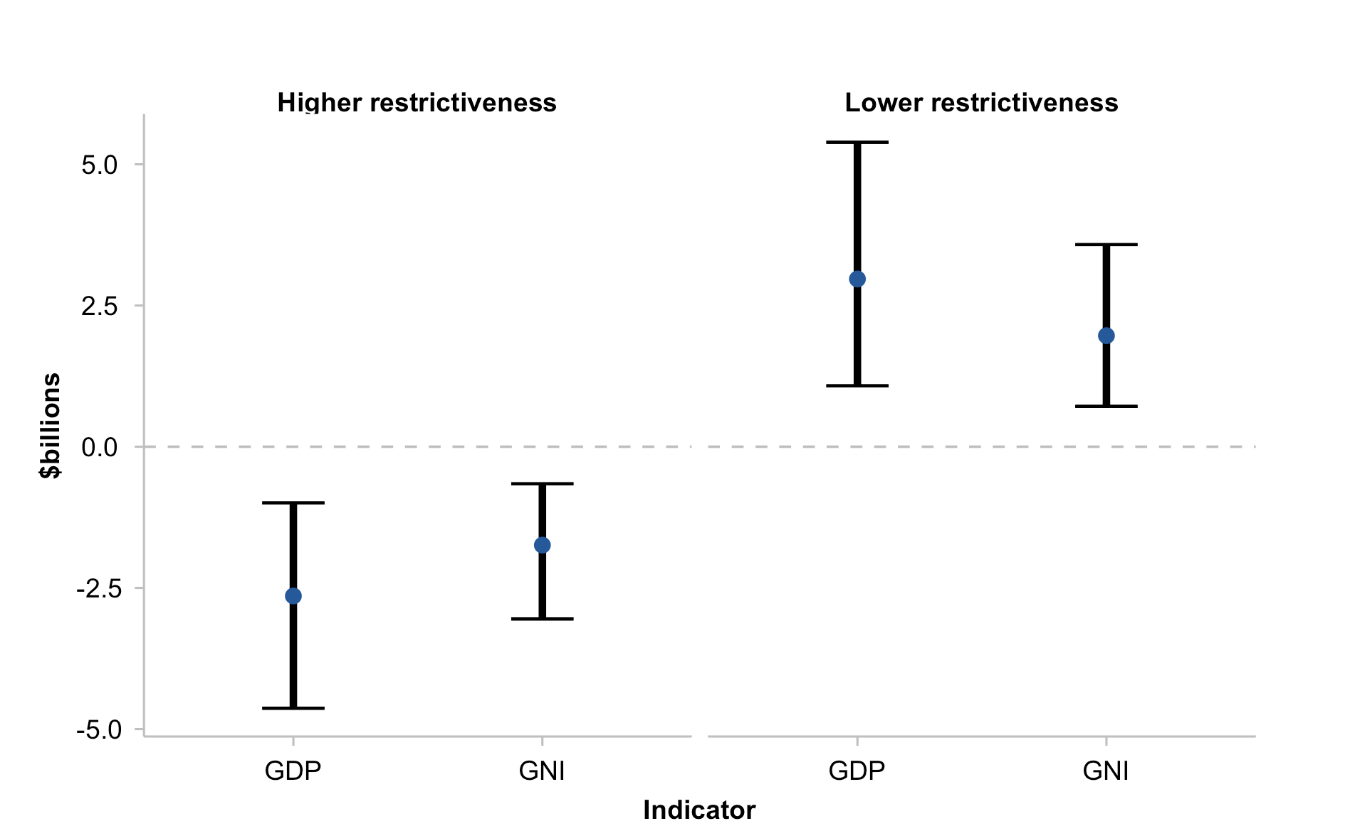 Higher restrictiveness
Lower restrictiveness
5.0
2.5
0.0
-2.5
-5.0
$billions
GDP
GNI
GDP
GNI
Indicator